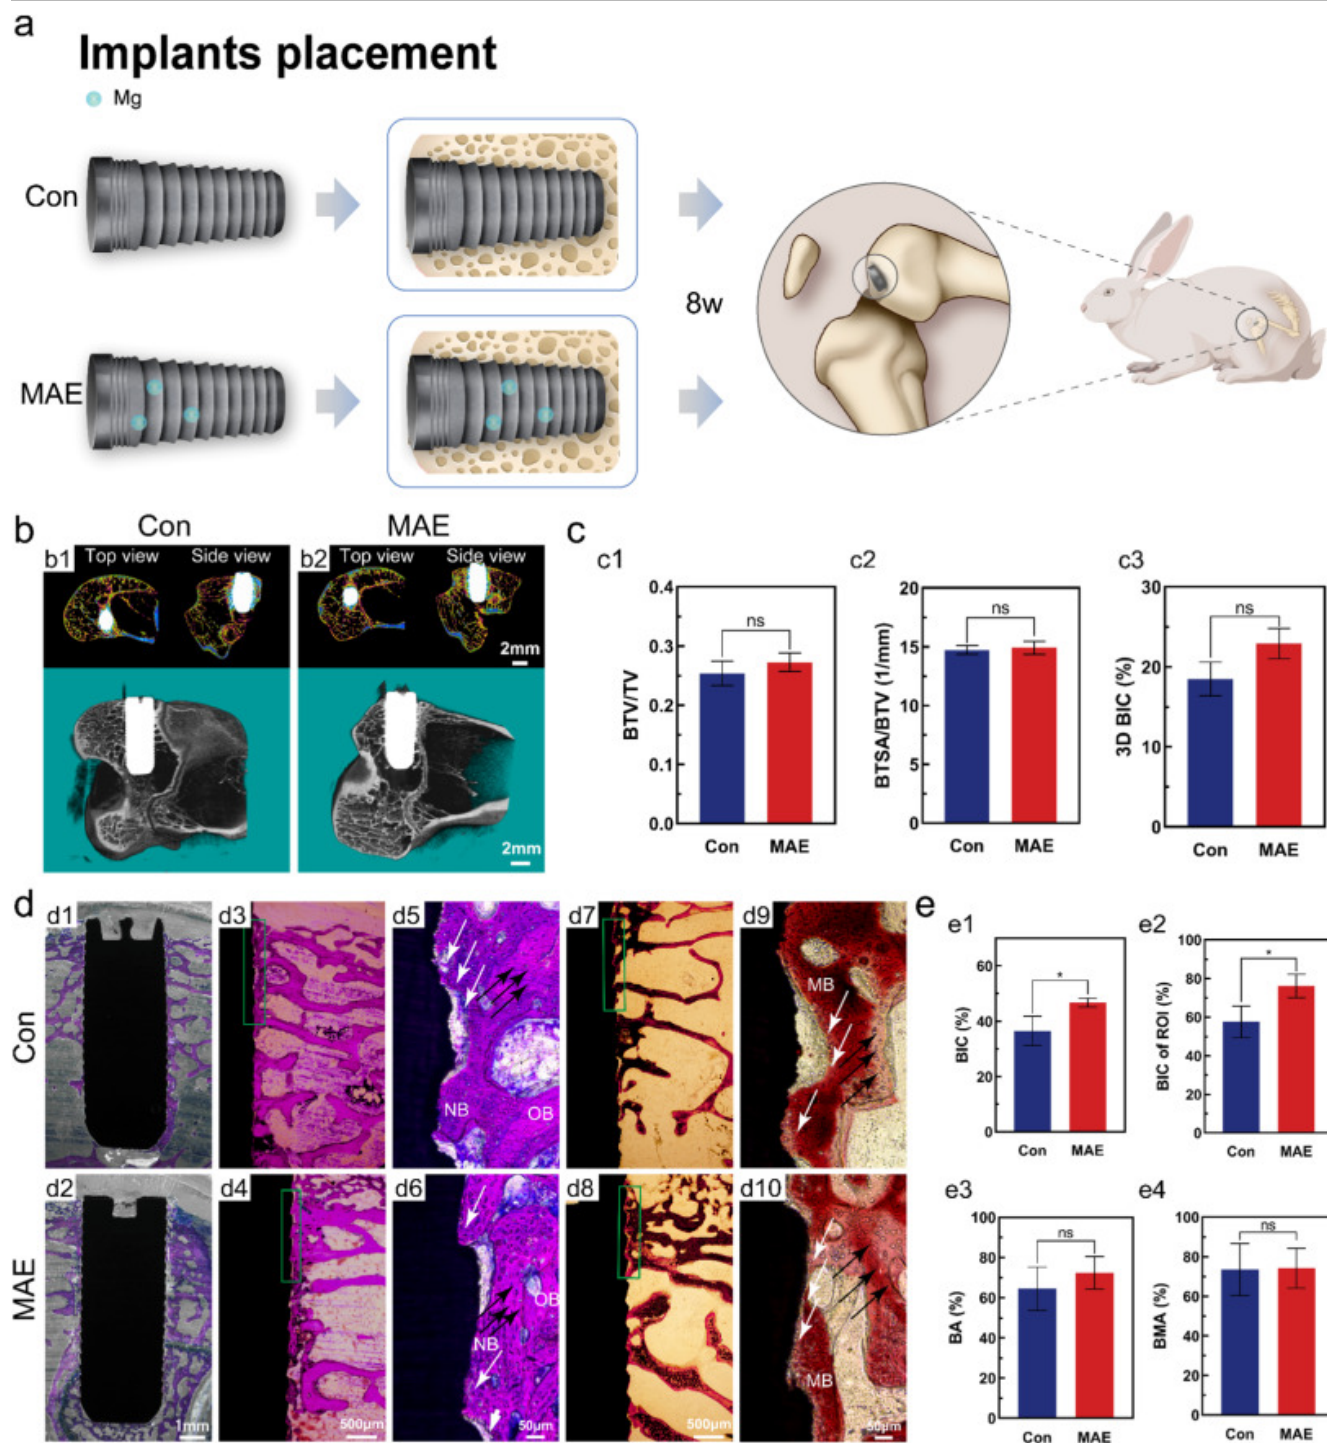 a
Implants placement
Mg
Con
MAE
8w
b
Con
MAE
b1 Top view Side view
b2 Top view Side view
2mm
2mm
c
c1
BTV/TV
0.4
0.3
0.2
0.1
0.0
ns
Con MAE
c2
BTSA/BTV (1/mm)
20
15
10
5
0
ns
Con MAE
c3
3D BIC (%)
30
20
10
0
ns
Con MAE
d
Con
d1
d3
d5
NB
OB
d7
d9
MB
MAE
d2
1mm
d4
500μm
d6
OB
NB
50μm
d8
500μm
d10
MB
50μm
e
e1
BIC (%)
60
40
20
0
*
Con MAE
e2
BIC of ROI (%)
100
80
60
40
20
0
*
Con MAE
e3
BA (%)
100
80
60
40
20
0
ns
Con MAE
e4
BMA (%)
100
80
60
40
20
0
ns
Con MAE